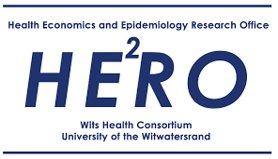 Health Economics and Epidemiology Research Office
HE²RO
Wits Health Consortium
University of the Witwatersrand